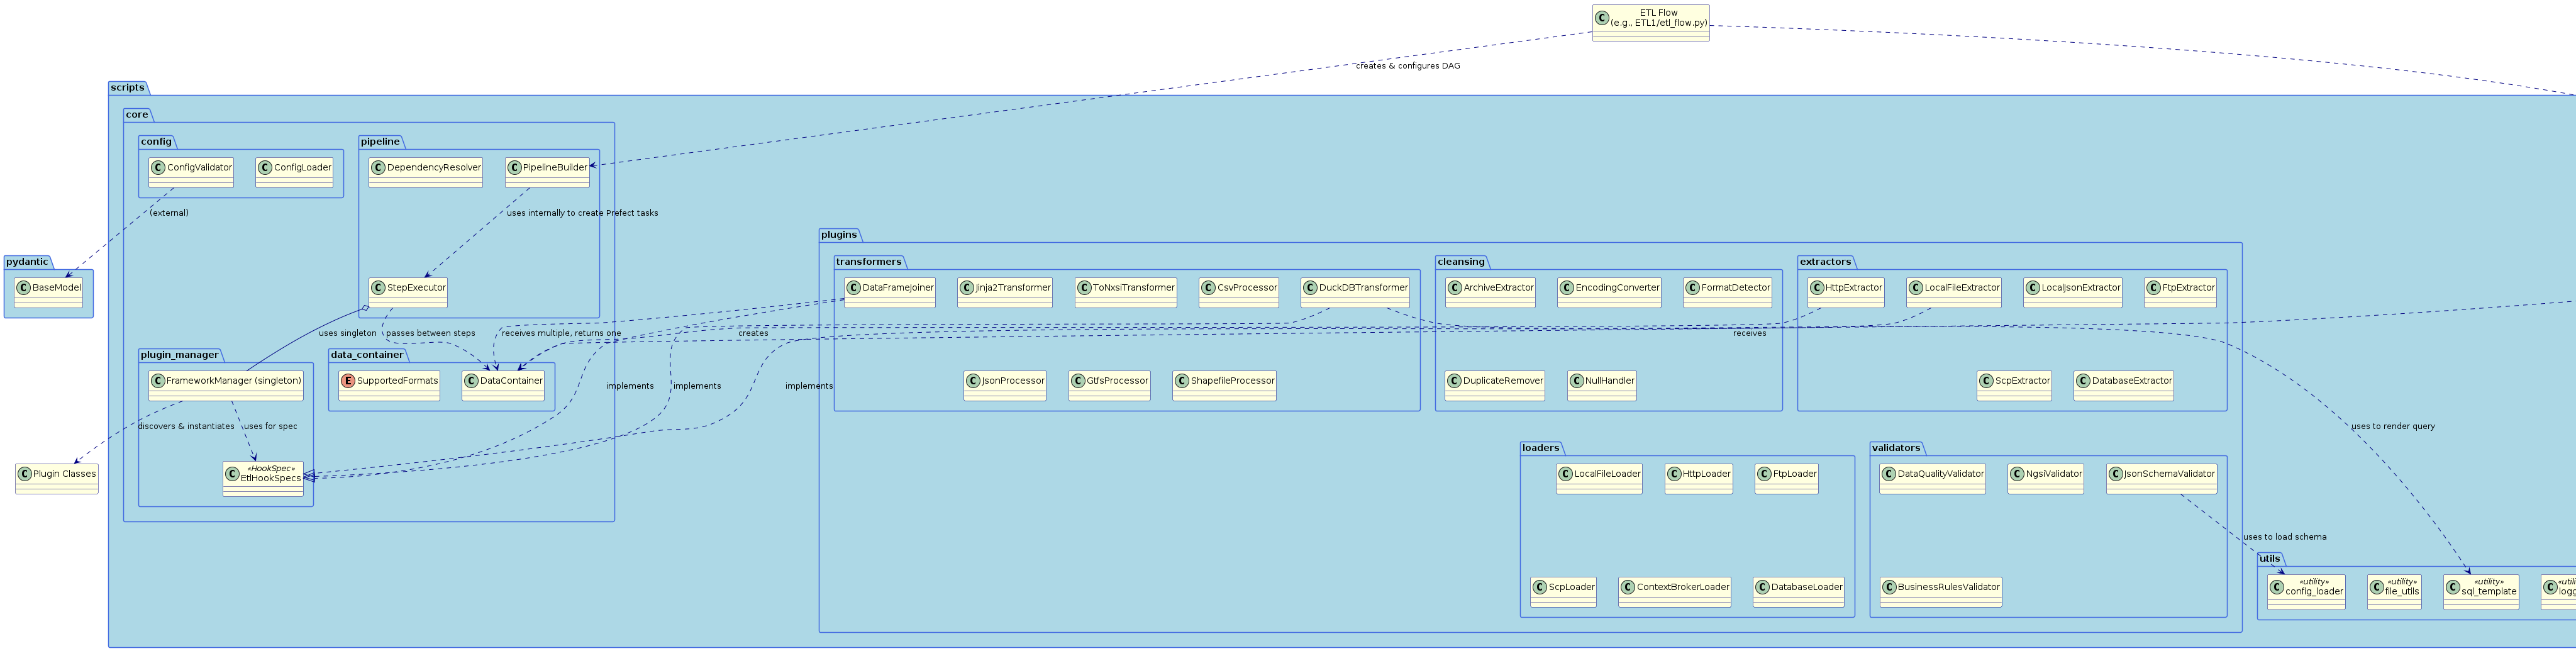 ETL Flow
(e.g., ETL1/etl_flow.py)
creates & configures DAG
scripts
core
config
C ConfigValidator
C ConfigLoader
pipeline
C DependencyResolver
C PipelineBuilder
(external)
uses internally to create Prefect tasks
pydantic
C BaseModel
C StepExecutor
uses singleton
passes between steps
receives multiple, returns one
creates
receives
plugin_manager
C FrameworkManager (singleton)
data_container
E SupportedFormats
C DataContainer
implements
implements
implements
discovers & instantiates
uses for spec
C Plugin Classes
«HookSpec»
C EtlHookSpecs
plugins
transformers
C DataFrameJoiner
C Jinja2Transformer
C ToNxsiTransformer
C CsvProcessor
C DuckDBTransformer
C JsonProcessor
C GtfsProcessor
C ShapefileProcessor
cleansing
C ArchiveExtractor
C EncodingConverter
C FormatDetector
C DuplicateRemover
C NullHandler
extractors
C HttpExtractor
C LocalFileExtractor
C LocalJsonExtractor
C FtpExtractor
C ScpExtractor
C DatabaseExtractor
uses to render query
loaders
C LocalFileLoader
C HttpLoader
C FtpLoader
C ScpLoader
C ContextBrokerLoader
C DatabaseLoader
validators
C DataQualityValidator
C NgsiValidator
C JsonSchemaValidator
C BusinessRulesValidator
uses to load schema
utils
«utility»
C config_loader
«utility»
C file_utils
«utility»
C sql_template